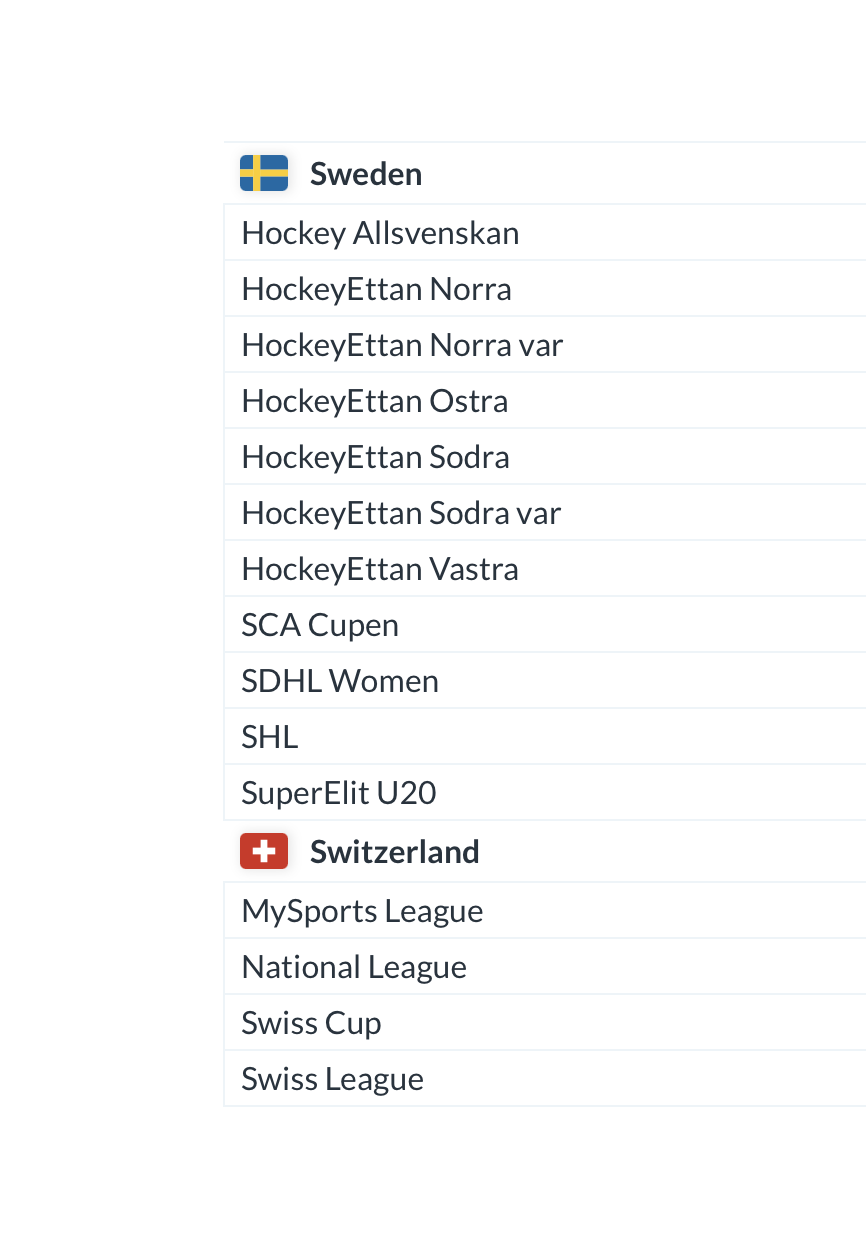 Sweden
Hockey Allsvenskan
HockeyEttan Norra
HockeyEttan Norra var
HockeyEttan Ostra
HockeyEttan Sodra
HockeyEttan Sodra var
HockeyEttan Vastra
SCA Cupen
SDHL Women
SHL
SuperElit U20
Switzerland
MySports League
National League
Swiss Cup
Swiss League